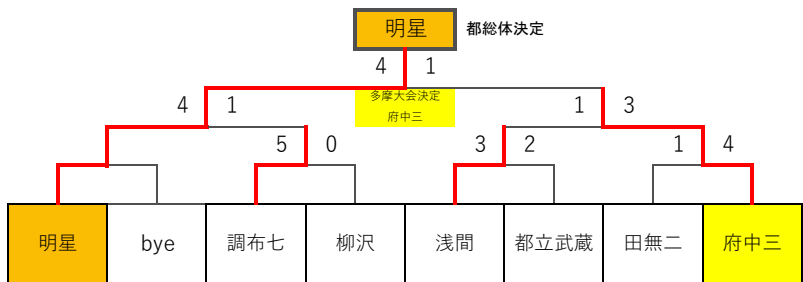 明星
都総体決定
4 1
多摩大会決定
府中三
4 1
1 3
5 0
3 2
1 4
明星
bye
調布七
柳沢
浅間
都立武蔵
田無二
府中三